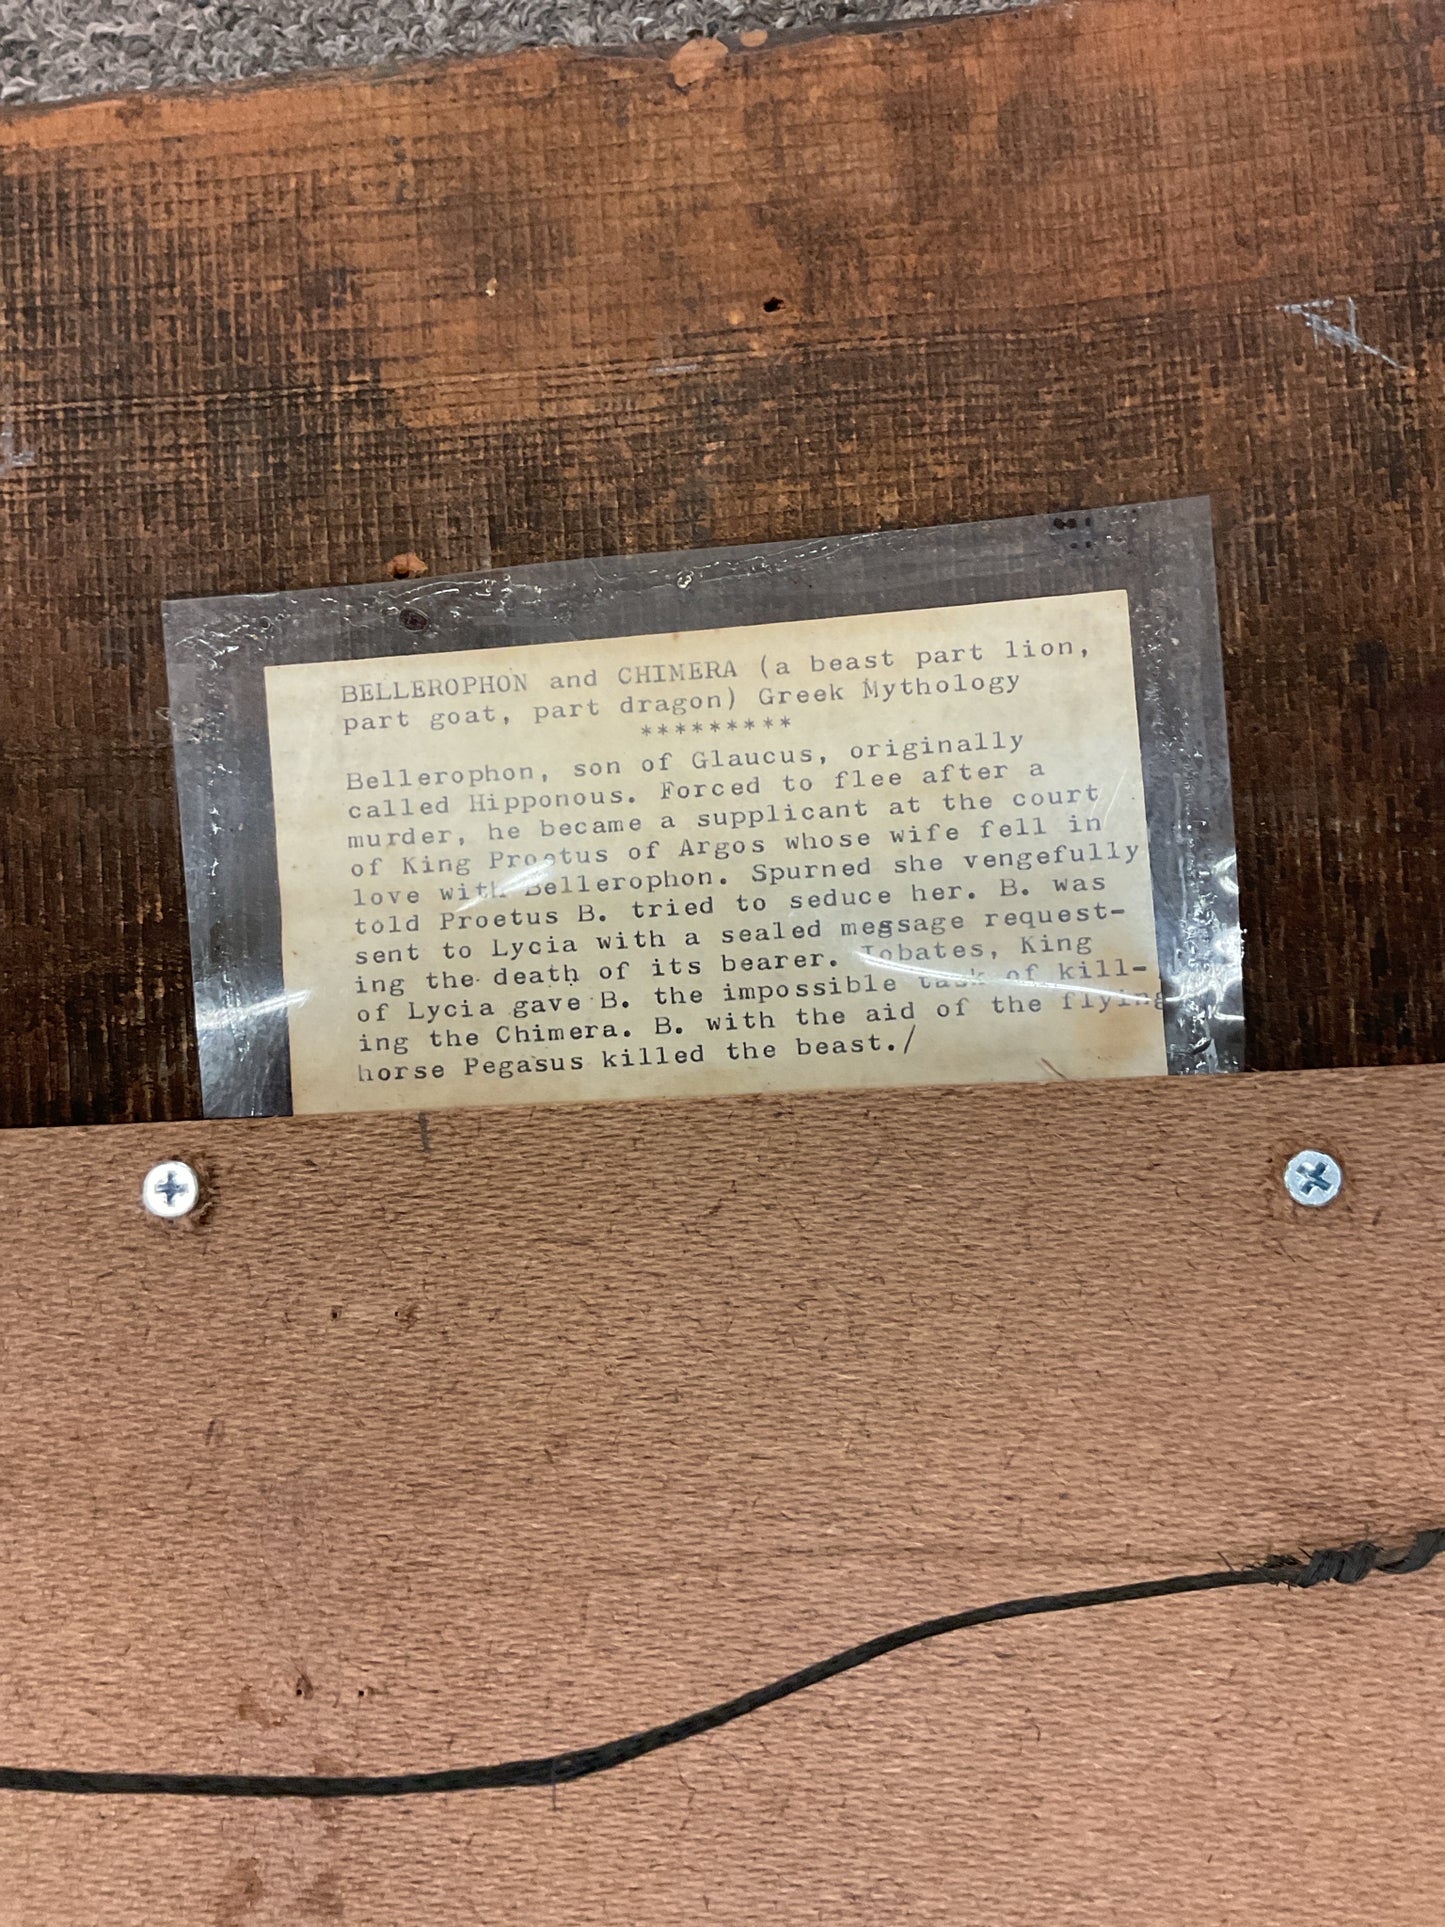 BELLEROPHON and CHIMERA (a beast part lion,
part goat, part dragon) Greek Mythology
*********
Bellerophon, son of Glaucus, originally
called Hipponous. Forced to flee after a
murder, he became a supplicant at the court
of King Proetus of Argos whose wife fell in
love with Bellerophon. Spurned she vengefully
told Proetus B. tried to seduce her. B. was
sent to Lycia with a sealed message request-
ing the death of its bearer. Iobates, King
of Lycia gave B. the impossible task of kill-
ing the Chimera. B. with the aid of the flying
horse Pegasus killed the beast./